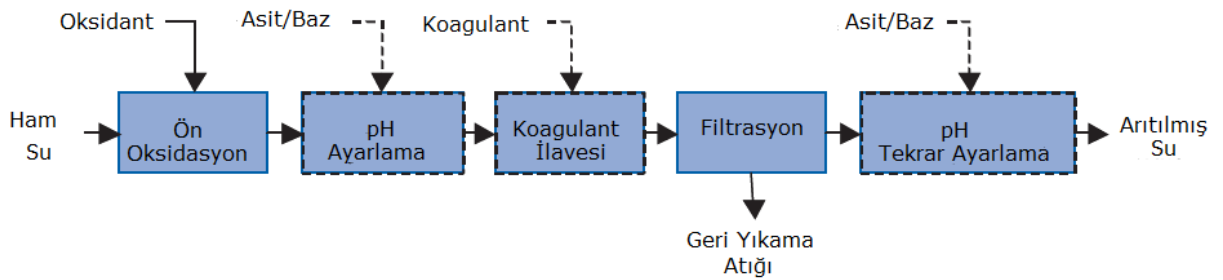 Oksidant
Asit/Baz
Koagulant
Asit/Baz
Ham
Su
Ön
Oksidasyon
pH
Ayarlama
Koagulant
İlavesi
Filtrasyon
pH
Tekrar Ayarlama
Arıtılmış
Su
Geri Yıkama
Atığı